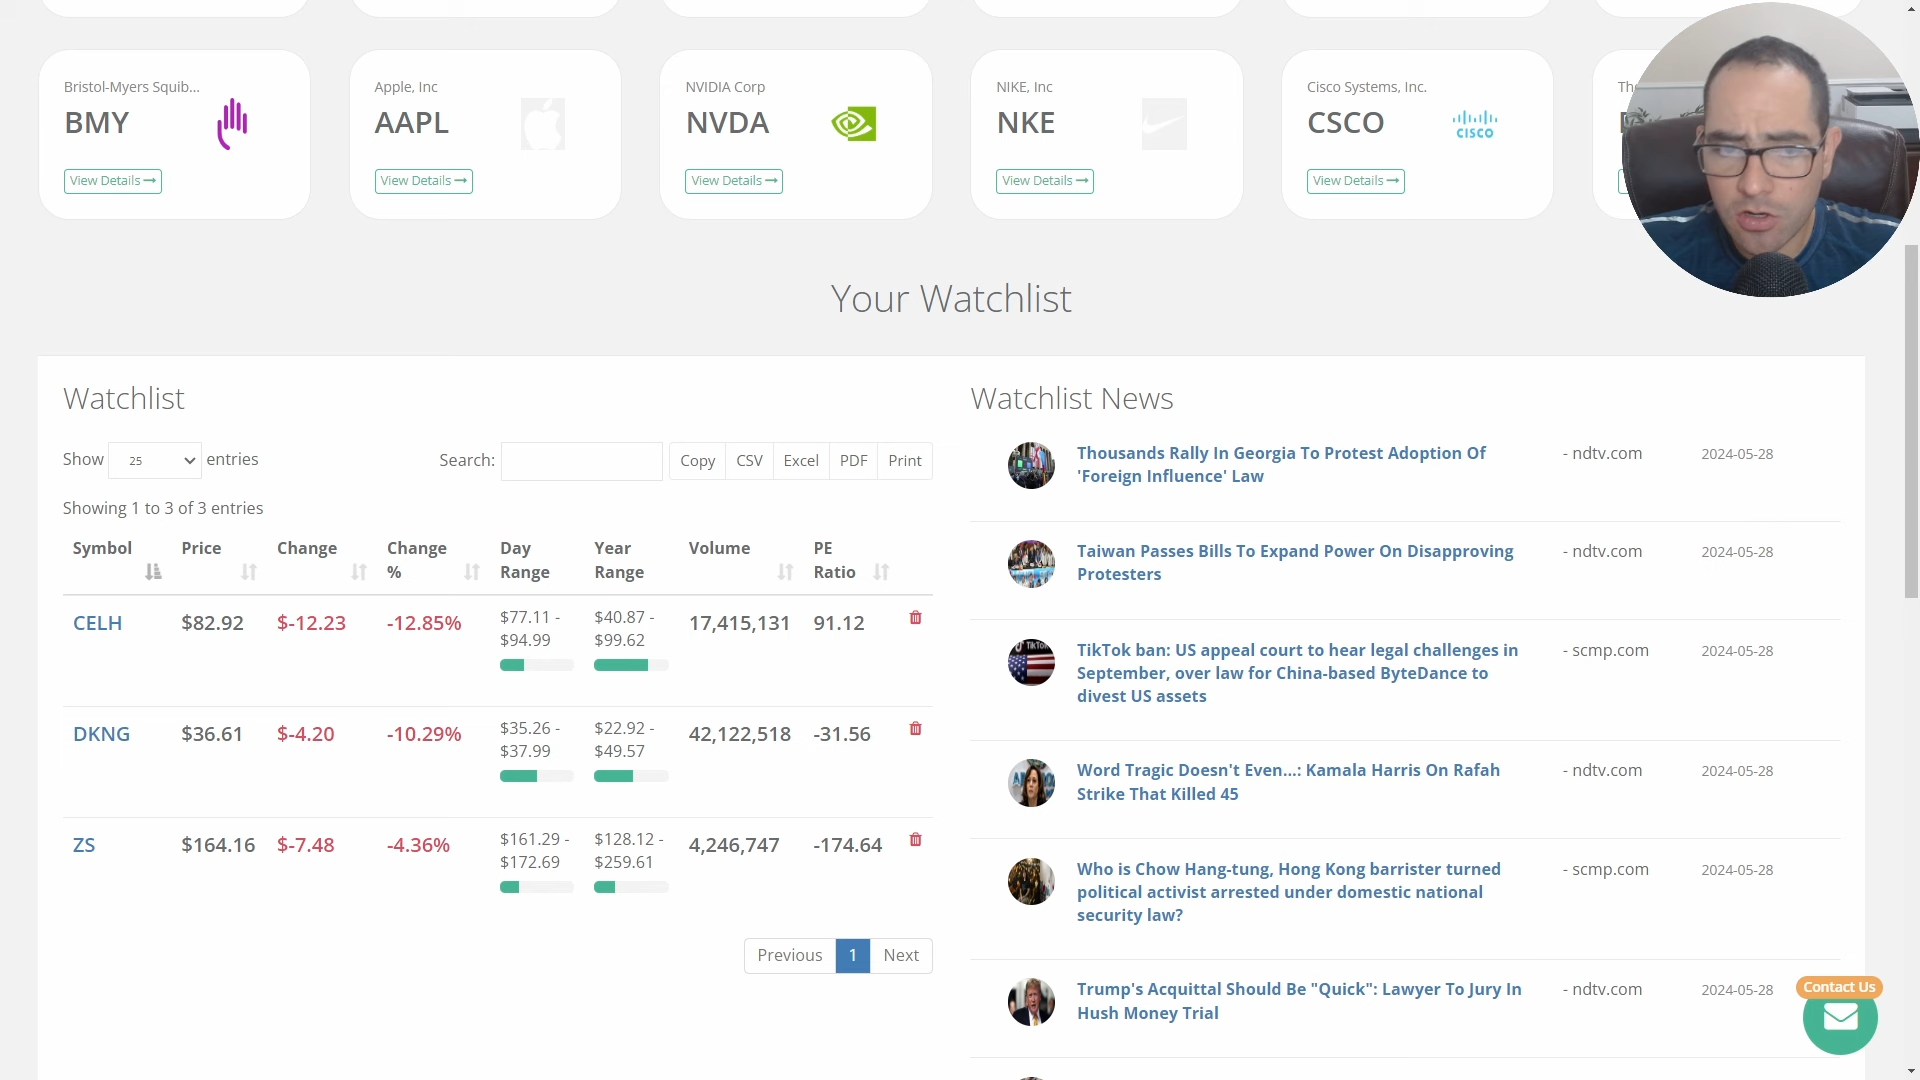 Bristol-Myers Squib...
BMY
View Details
Apple, Inc
AAPL
View Details
NVIDIA Corp
NVDA
View Details
NIKE, Inc
NKE
View Details
Cisco Systems, Inc.
CSCO
CISCO
View Details
Your Watchlist
Watchlist
Show 25 entries
Search: Copy CSV Excel PDF Print
Showing 1 to 3 of 3 entries
Symbol Price Change Change % Day Range Year Range Volume PE Ratio
CELH $82.92 $-12.23 -12.85% $77.11 - $94.99 $40.87 - $99.62 17,415,131 91.12
DKNG $36.61 $-4.20 -10.29% $35.26 - $37.99 $22.92 - $49.57 42,122,518 -31.56
ZS $164.16 $-7.48 -4.36% $161.29 - $172.69 $128.12 - $259.61 4,246,747 -174.64
Previous 1 Next
Watchlist News
Thousands Rally In Georgia To Protest Adoption Of - ndtv.com 2024-05-28
'Foreign Influence' Law
Taiwan Passes Bills To Expand Power On Disapproving - ndtv.com 2024-05-28
Protesters
TikTok ban: US appeal court to hear legal challenges in - scmp.com 2024-05-28
September, over law for China-based ByteDance to
divest US assets
Word Tragic Doesn't Even...: Kamala Harris On Rafah - ndtv.com 2024-05-28
Strike That Killed 45
Who is Chow Hang-tung, Hong Kong barrister turned - scmp.com 2024-05-28
political activist arrested under domestic national
security law?
Trump's Acquittal Should Be "Quick": Lawyer To Jury In - ndtv.com 2024-05-28
Hush Money Trial
Contact Us